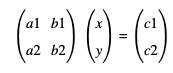 (a1 b1) (x) = (c1)
(a2 b2) (y) (c2)